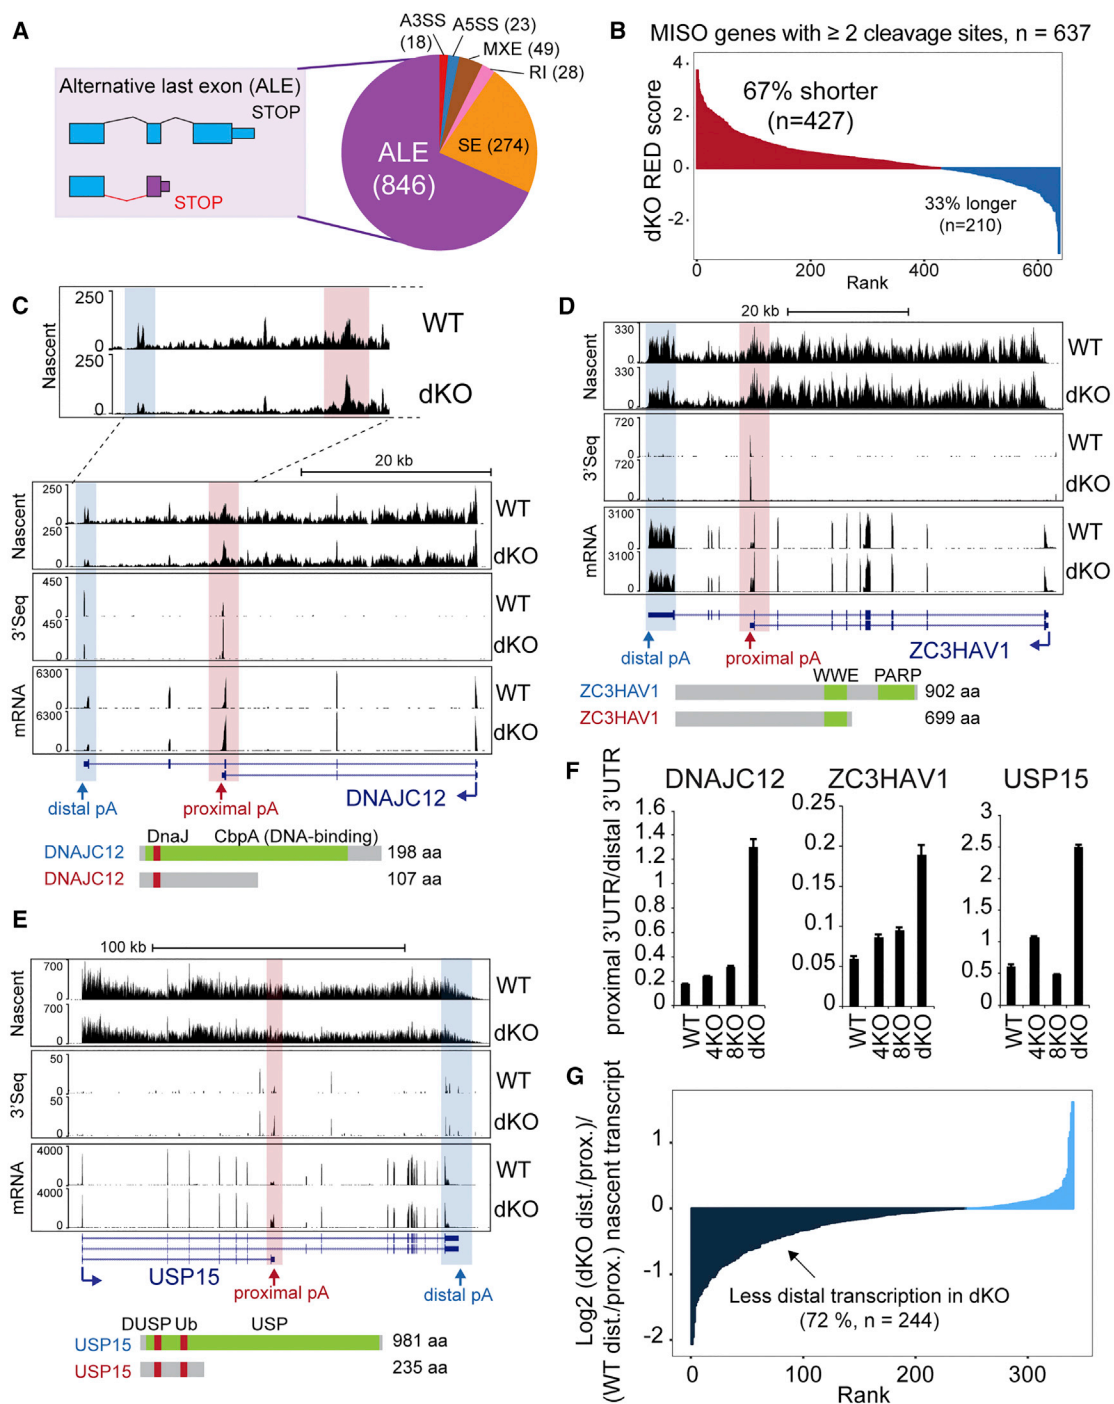 A
Alternative last exon (ALE)
STOP
STOP
A3SS
(18)
A5SS (23)
MXE (49)
RI (28)
SE (274)
ALE
(846)
B
MISO genes with ≥ 2 cleavage sites, n = 637
dKO RED score
4
2
0
-2
67% shorter
(n=427)
33% longer
(n=210)
0
200
400
600
Rank
C
Nascent
250
0
WT
250
0
dKO
20 kb
Nascent
250
0
WT
250
0
dKO
3'Seq
450
0
WT
450
0
dKO
mRNA
6300
0
WT
6300
0
dKO
DNAJC12
distal pA
proximal pA
DnaJ
CbpA (DNA-binding)
DNAJC12
198 aa
DNAJC12
107 aa
D
20 kb
Nascent
330
0
WT
330
0
dKO
3'Seq
720
0
WT
720
0
dKO
mRNA
3100
0
WT
3100
0
dKO
distal pA
proximal pA
ZC3HAV1
WWE
PARP
ZC3HAV1
902 aa
ZC3HAV1
699 aa
E
100 kb
Nascent
700
0
WT
700
0
dKO
3'Seq
50
0
WT
50
0
dKO
mRNA
4000
0
WT
4000
0
dKO
USP15
proximal pA
distal pA
DUSP Ub
USP
USP15
981 aa
USP15
235 aa
F
proximal 3'UTR/distal 3'UTR
DNAJC12
1.6
1.4
1.2
1
0.8
0.6
0.4
0.2
0
WT
4KO
8KO
dKO
ZC3HAV1
0.25
0.2
0.15
0.1
0.05
0
WT
4KO
8KO
dKO
USP15
3
2.5
2
1.5
1
0.5
0
WT
4KO
8KO
dKO
G
Log2 (dKO dist./prox.)/
(WT dist./prox.) nascent transcript
1
0
-1
-2
Less distal transcription in dKO
(72 %, n = 244)
0
100
200
300
Rank